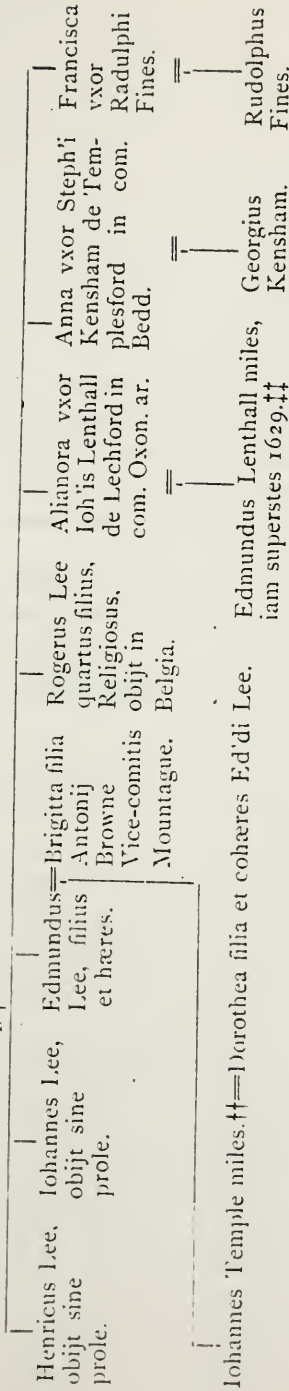 Henricus Lee,
obijt sine
prole.
Iohannes Lee,
obijt sine
prole.
Edmundus=Brigitta filia
Lee, filius
et hæres.
Antonij
Browne
Vice-comitis
Mountague.
Rogerus Lee
quartus filius,
Religiosus,
obijt in
Belgia.
Alianora vxor
Ioh'is Lenthall
de Lechford in
com. Oxon. ar.
Anna vxor Steph'i
Kensham de Tem-
plesford in com.
Bedd.
Francisca
vxor
Radulphi
Fines.
Iohannes Temple miles.††=Dorothea filia et cohæres Ed'di Lee.
Edmundus Lenthall miles,
iam superstes 1629.‡‡
Georgius
Kensham.
Rudolphus
Fines.